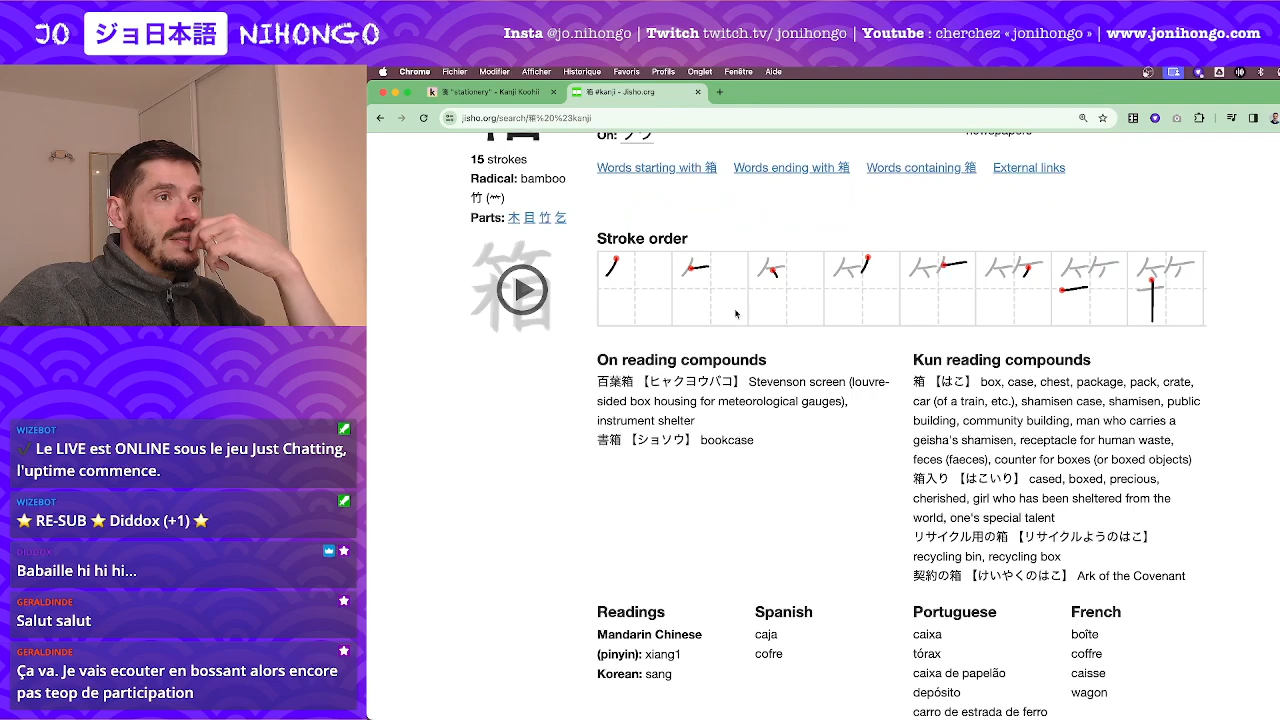 JO ジョ日本語 NIHONGO
Insta @jo.nihongo | Twitch twitch.tv/ jonihongo | Youtube : cherchez « jonihongo » | www.jonihongo.com
Chrome Fichier Modifier Afficher Historique Favoris Profils Onglet Fenêtre Aide
"stationery" - Kanji Koohii
箱 #kanji - Jisho.org
jisho.org/search/箱%20%23kanji
On: ソウ
newspapers
15 strokes
Radical: bamboo
竹 (⺮)
Parts: 木 目 竹 乞
箱
Words starting with 箱 Words ending with 箱 Words containing 箱 External links
Stroke order
On reading compounds
百葉箱 【ヒャクヨウバコ】 Stevenson screen (louvre-
sided box housing for meteorological gauges),
instrument shelter
書箱 【ショソウ】 bookcase
Kun reading compounds
箱 【はこ】 box, case, chest, package, pack, crate,
car (of a train, etc.), shamisen case, shamisen, public
building, community building, man who carries a
geisha's shamisen, receptacle for human waste,
feces (faeces), counter for boxes (or boxed objects)
箱入り 【はこいり】 cased, boxed, precious,
cherished, girl who has been sheltered from the
world, one's special talent
リサイクル用の箱 【リサイクルようのはこ】
recycling bin, recycling box
契約の箱 【けいやくのはこ】 Ark of the Covenant
Readings
Mandarin Chinese
(pinyin): xiang1
Korean: sang
Spanish
caja
cofre
Portuguese
caixa
tórax
caixa de papelão
depósito
carro de estrada de ferro
French
boîte
coffre
caisse
wagon
WIZEBOT
Le LIVE est ONLINE sous le jeu Just Chatting,
l'uptime commence.
WIZEBOT
RE-SUB Diddox (+1)
DIDDOX
Babaille hi hi hi...
GERALDINDE
Salut salut
GERALDINDE
Ça va. Je vais ecouter en bossant alors encore
pas teop de participation